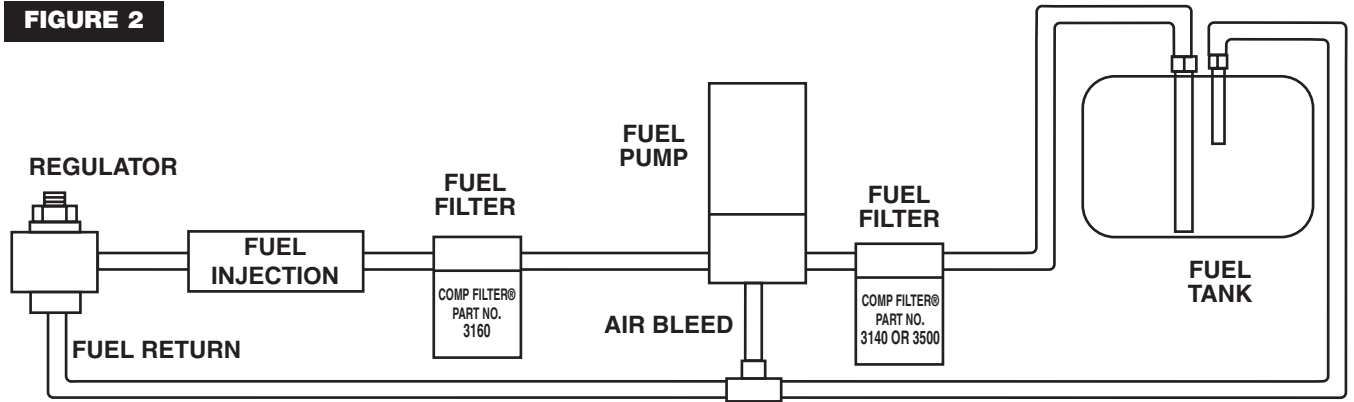 FIGURE 2
REGULATOR
FUEL
INJECTION
FUEL
FILTER
COMP FILTER®
PART NO.
3160
FUEL
PUMP
AIR BLEED
FUEL
FILTER
COMP FILTER®
PART NO.
3140 OR 3500
FUEL
TANK
FUEL RETURN